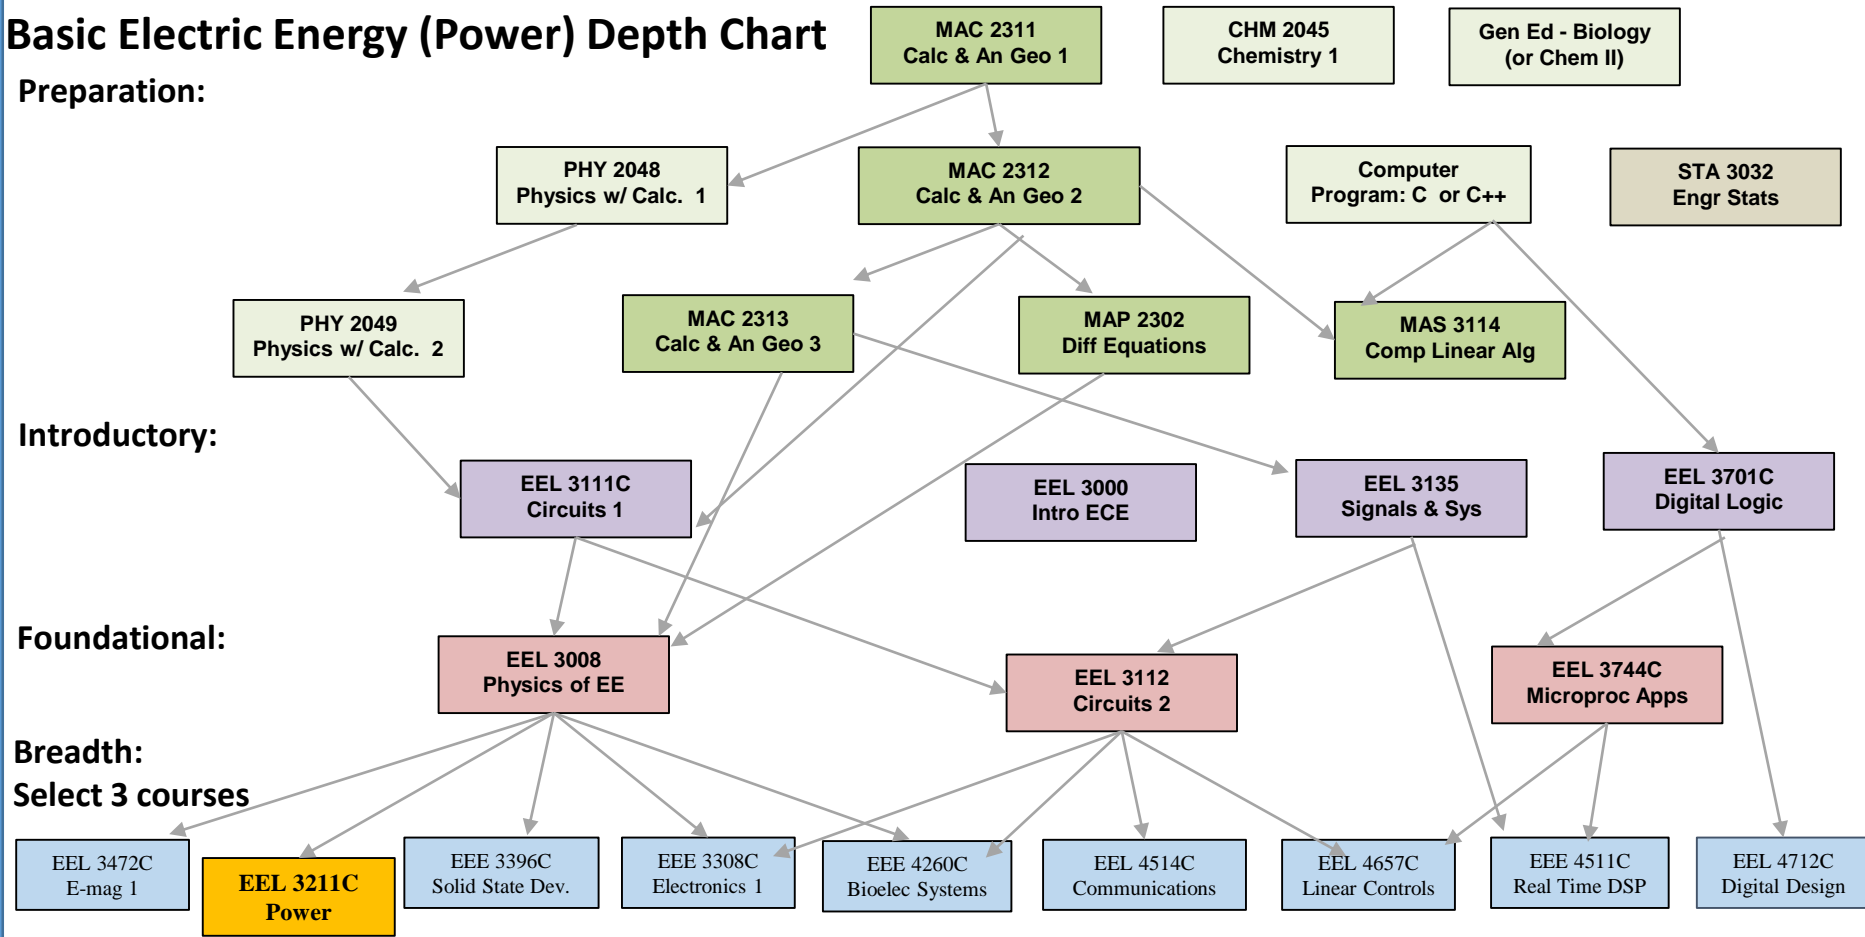 Basic Electric Energy (Power) Depth Chart
MAC 2311
Calc & An Geo 1
CHM 2045
Chemistry 1
Gen Ed - Biology
(or Chem II)
Preparation:
PHY 2048
Physics w/ Calc. 1
MAC 2312
Calc & An Geo 2
Computer
Program: C or C++
STA 3032
Engr Stats
PHY 2049
Physics w/ Calc. 2
MAC 2313
Calc & An Geo 3
MAP 2302
Diff Equations
MAS 3114
Comp Linear Alg
Introductory:
EEL 3111C
Circuits 1
EEL 3000
Intro ECE
EEL 3135
Signals & Sys
EEL 3701C
Digital Logic
Foundational:
EEL 3008
Physics of EE
EEL 3112
Circuits 2
EEL 3744C
Microproc Apps
Breadth:
Select 3 courses
EEL 3472C
E-mag 1
EEL 3211C
Power
EEE 3396C
Solid State Dev.
EEE 3308C
Electronics 1
EEE 4260C
Bioelec Systems
EEL 4514C
Communications
EEL 4657C
Linear Controls
EEE 4511C
Real Time DSP
EEL 4712C
Digital Design